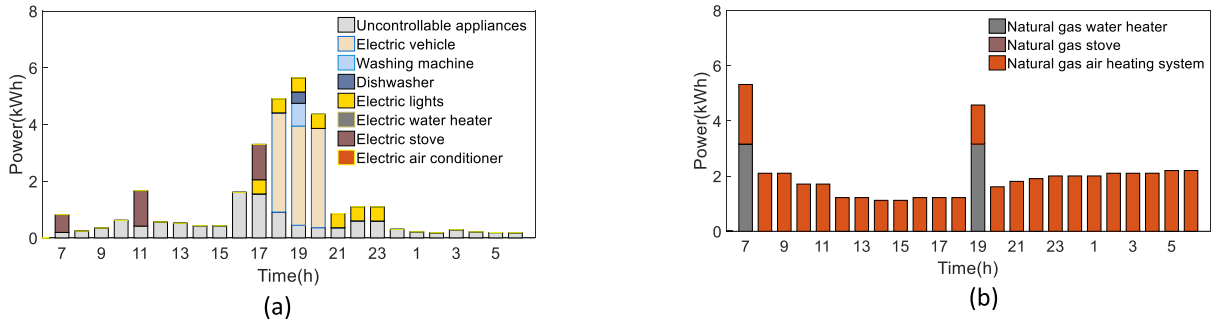 8
6
4
2
0
Power(kWh)
Uncontrollable appliances
Electric vehicle
Washing machine
Dishwasher
Electric lights
Electric water heater
Electric stove
Electric air conditioner
7 9 11 13 15 17 19 21 23 1 3 5
Time(h)
(a)
8
6
4
2
0
Power(kWh)
Natural gas water heater
Natural gas stove
Natural gas air heating system
7 9 11 13 15 17 19 21 23 1 3 5
Time(h)
(b)